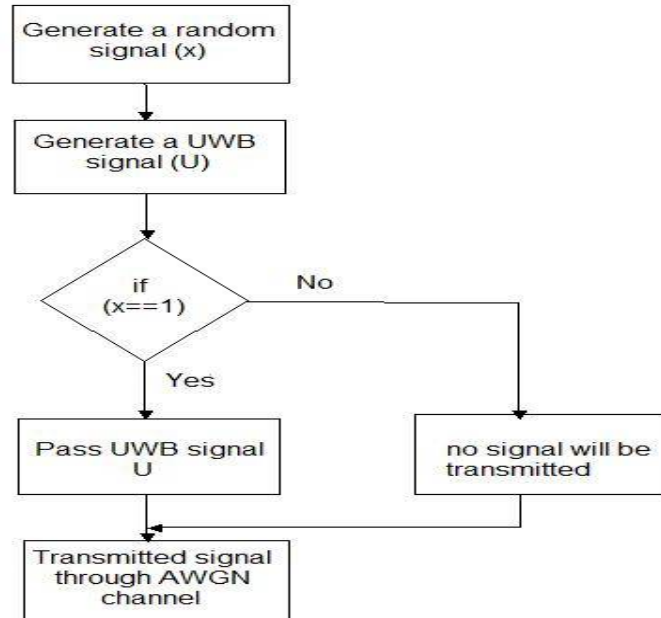 Generate a random
signal (x)
Generate a UWB
signal (U)
if
(x==1)
No
Yes
Pass UWB signal
U
no signal will be
transmitted
Transmitted signal
through AWGN
channel